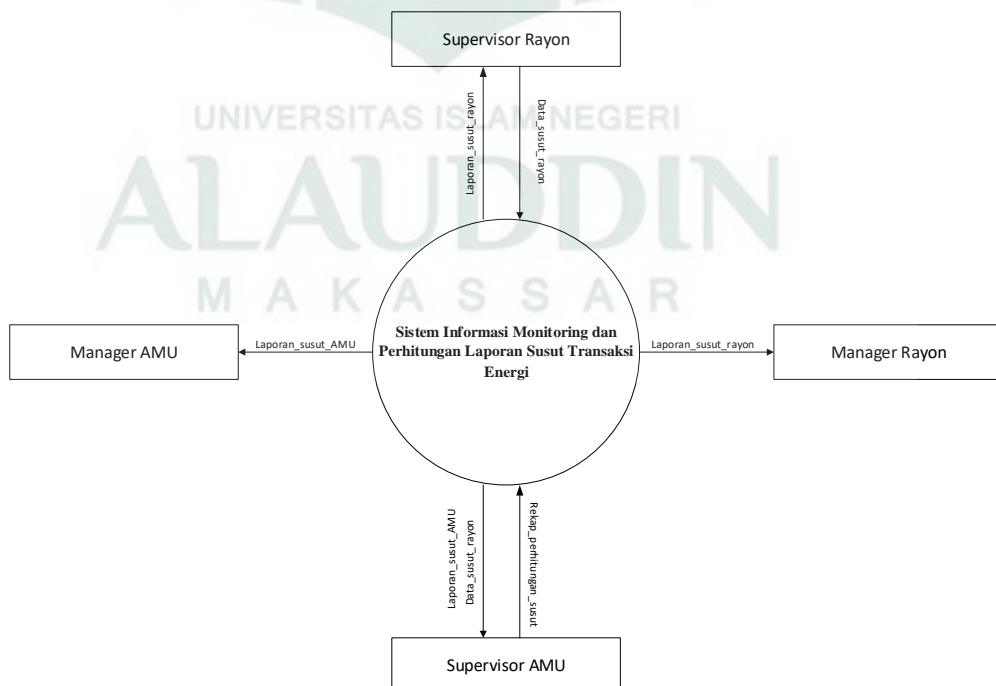 Supervisor Rayon
Laporan_susut_rayon
Data_susut_rayon
UNIVERSITAS ISLAM NEGERI
ALAUDDIN
MAKASSAR
Sistem Informasi Monitoring dan
Perhitungan Laporan Susut Transaksi
Energi
Manager AMU
Laporan_susut_AMU
Laporan_susut_rayon
Manager Rayon
Laporan_susut_AMU
Data_susut_rayon
Rekap_perhitungan_susut
Supervisor AMU